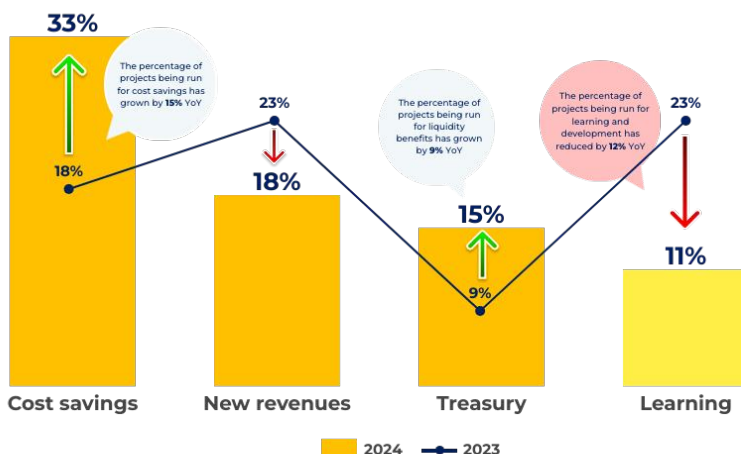 33%
The percentage of
projects being run
for cost savings has
grown by 15% YoY
18%
23%
18%
The percentage of
projects being run
for liquidity
benefits has grown
by 9% YoY
15%
9%
The percentage of
projects being run for
learning and
development has
reduced by 12% YoY
23%
11%
Cost savings
New revenues
Treasury
Learning
2024
2023